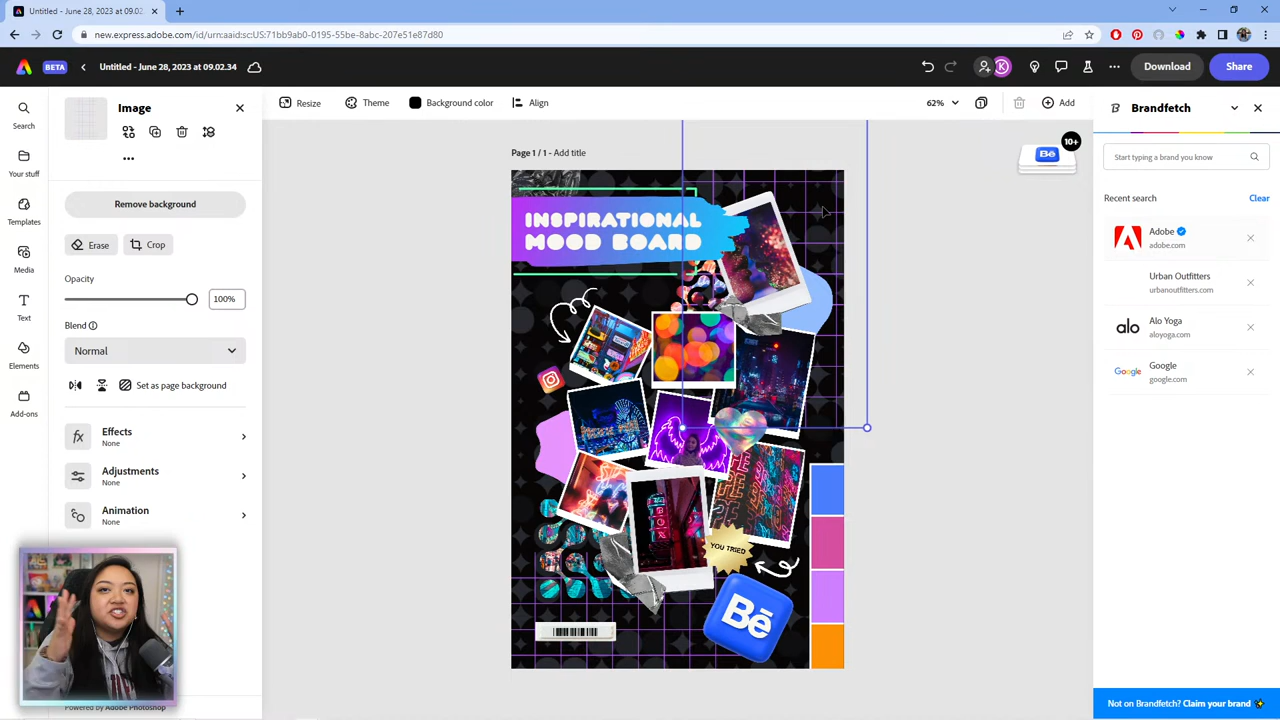 Untitled - June 28, 2023 at 09.02
new.express.adobe.com/id/urn:aaid:sc:US:71bb9ab0-0195-55be-8abc-207e51e87d80
BETA
Untitled - June 28, 2023 at 09.02.34
K
Download
Share
Search
Your stuff
Templates
Media
Text
Elements
Add-ons
Image
Remove background
Erase
Crop
Opacity
100%
Blend
Normal
Set as page background
Effects
None
Adjustments
None
Animation
None
Powered by Adobe Photoshop
Resize
Theme
Background color
Align
62%
1
Add
Page 1 / 1 - Add title
INSPIRATIONAL
MOOD BOARD
YOU TRIED
Bē
Bē
10+
Brandfetch
Start typing a brand you know
Recent search
Clear
Adobe
adobe.com
Urban Outfitters
urbanoutfitters.com
alo
Alo Yoga
aloyoga.com
Google
Google
google.com
Not on Brandfetch? Claim your brand